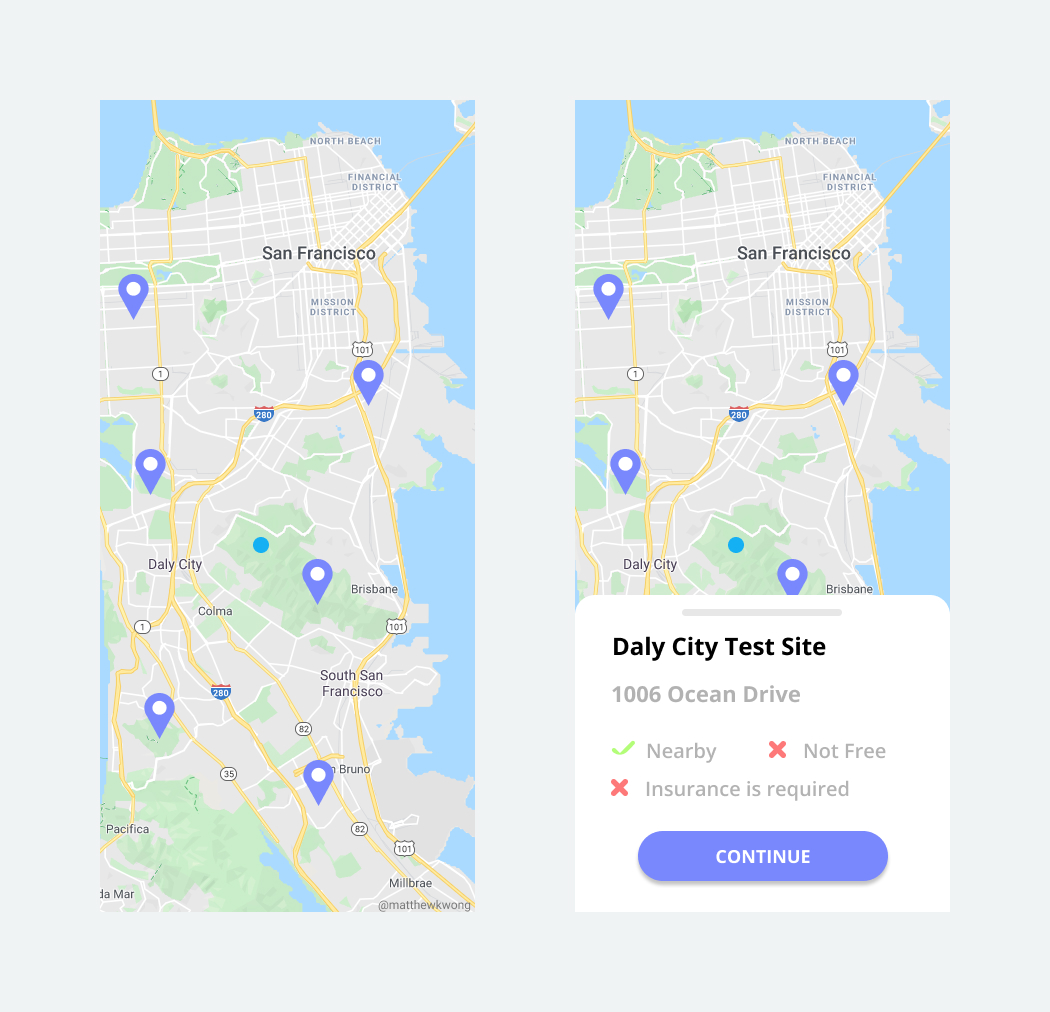 NORTH BEACH
FINANCIAL
DISTRICT
San Francisco
MISSION
DISTRICT
101
1
280
Daly City
Brisbane
Colma
1
101
South San
Francisco
280
82
35
n Bruno
Pacifica
82
101
Millbrae
da Mar
@matthewkwong
NORTH BEACH
FINANCIAL
DISTRICT
San Francisco
MISSION
DISTRICT
101
1
280
Daly City
Brisbane
Daly City Test Site
1006 Ocean Drive
Nearby
Not Free
Insurance is required
CONTINUE